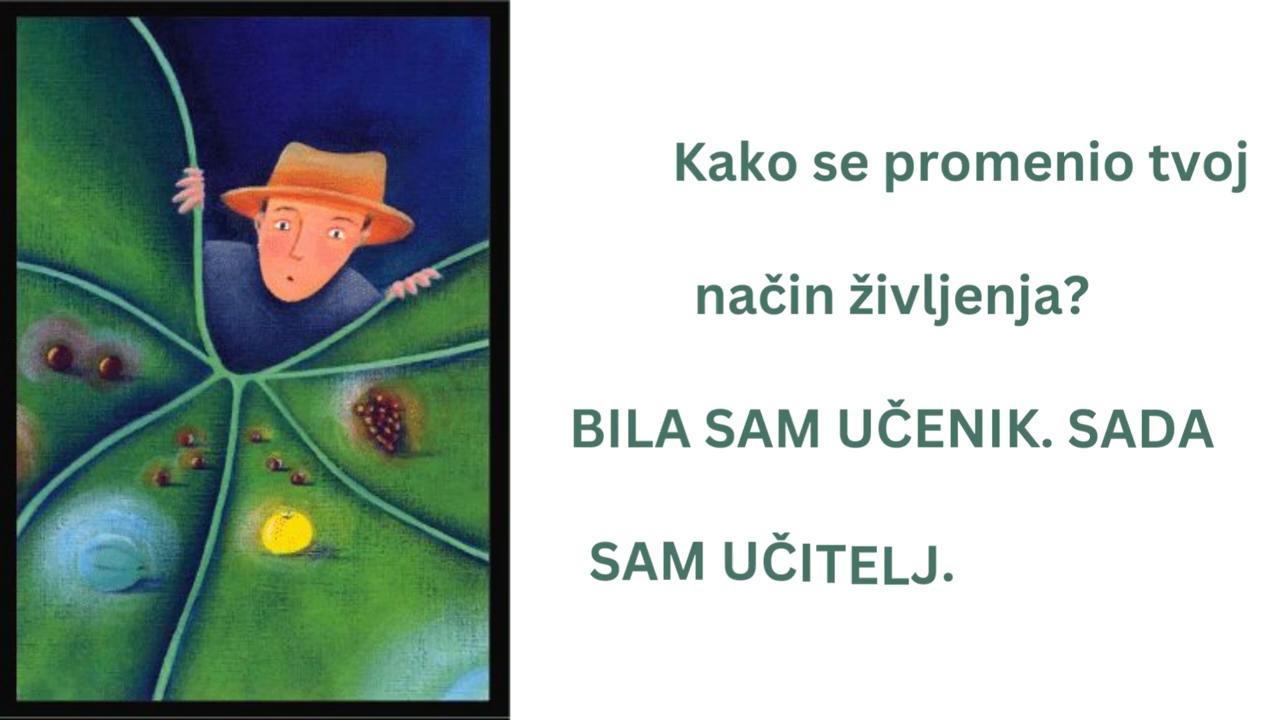 Kako se promenio tvoj
način življenja?
BILA SAM UČENIK. SADA
SAM UČITELJ.